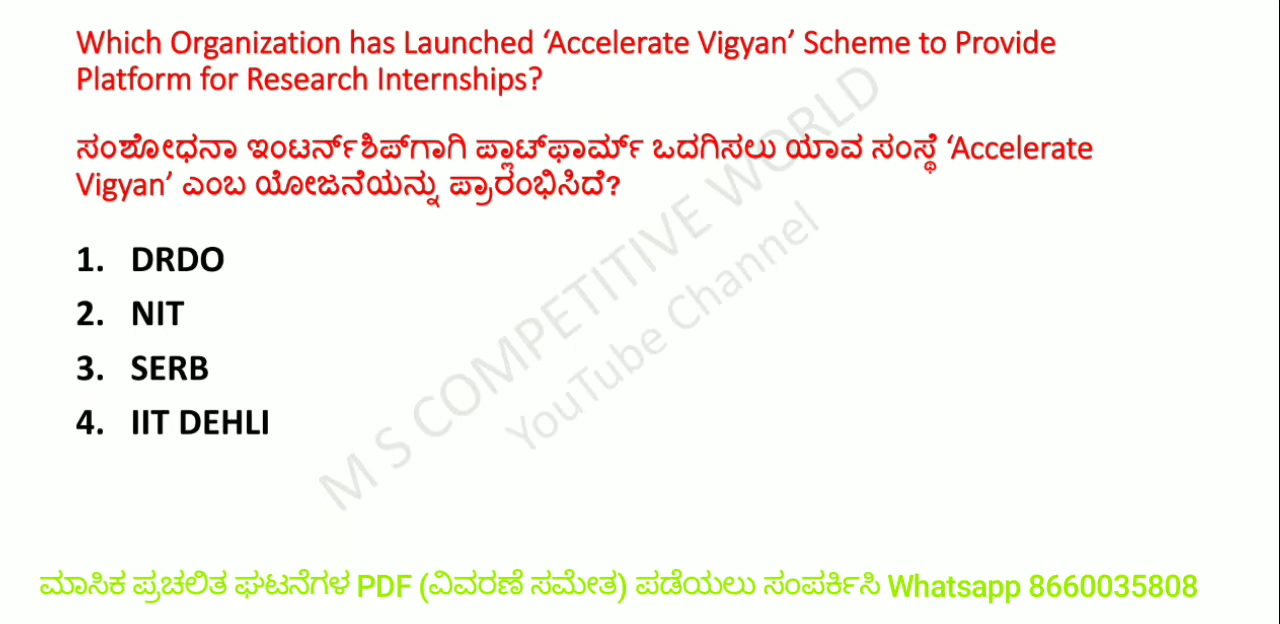 Which Organization has Launched ‘Accelerate Vigyan’ Scheme to Provide
Platform for Research Internships?
ಸಂಶೋಧನಾ ಇಂಟರ್ನ್‌ಶಿಪ್‌ಗಾಗಿ ಪ್ಲಾಟ್‌ಫಾರ್ಮ್ ಒದಗಿಸಲು ಯಾವ ಸಂಸ್ಥೆ ‘Accelerate
Vigyan’ ಎಂಬ ಯೋಜನೆಯನ್ನು ಪ್ರಾರಂಭಿಸಿದೆ?
1. DRDO
2. NIT
3. SERB
4. IIT DEHLI
M S COMPETITIVE WORLD
YouTube Channel
ಮಾಸಿಕ ಪ್ರಚಲಿತ ಘಟನೆಗಳ PDF (ವಿವರಣೆ ಸಮೇತ) ಪಡೆಯಲು ಸಂಪರ್ಕಿಸಿ Whatsapp 8660035808